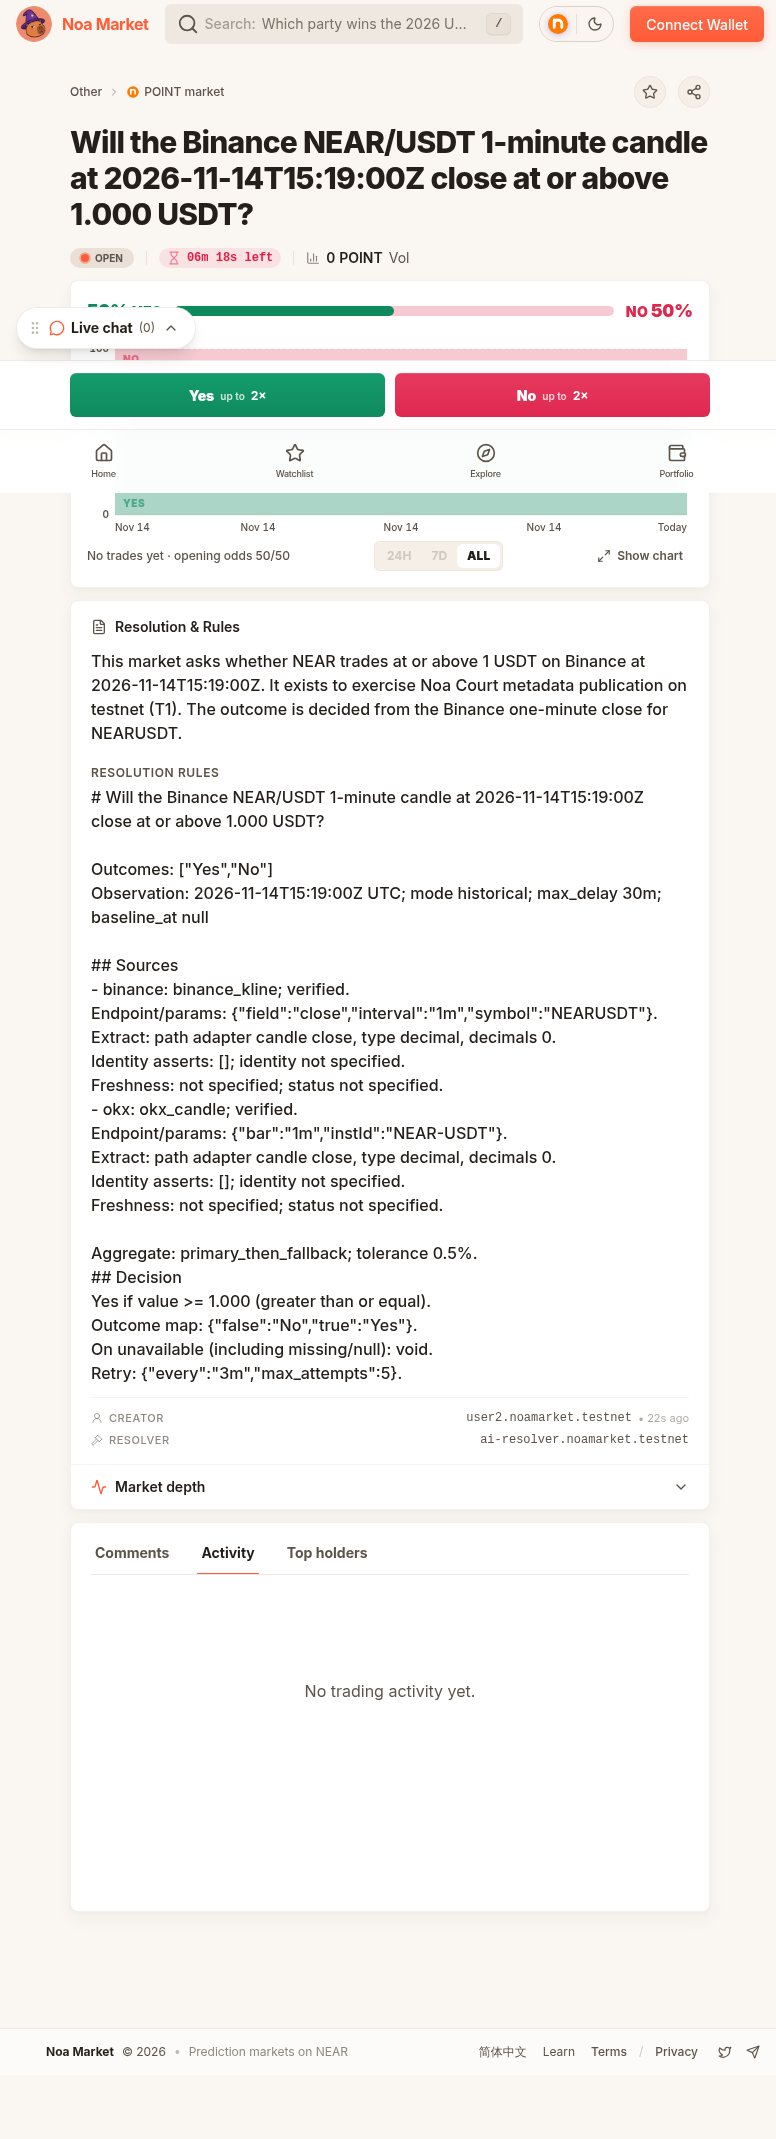 Noa Market
Search: Which party wins the 2026 U... /
Connect Wallet
Other > POINT market
Will the Binance NEAR/USDT 1-minute candle
at 2026-11-14T15:19:00Z close at or above
1.000 USDT?
OPEN
06m 18s left
0 POINT Vol
NO 50%
Live chat (0)
NO
Yes up to 2×
No up to 2×
Home
Watchlist
Explore
Portfolio
YES
0
Nov 14 Nov 14 Nov 14 Nov 14 Today
No trades yet · opening odds 50/50
24H 7D ALL
Show chart
Resolution & Rules
This market asks whether NEAR trades at or above 1 USDT on Binance at
2026-11-14T15:19:00Z. It exists to exercise Noa Court metadata publication on
testnet (T1). The outcome is decided from the Binance one-minute close for
NEARUSDT.
RESOLUTION RULES
# Will the Binance NEAR/USDT 1-minute candle at 2026-11-14T15:19:00Z
close at or above 1.000 USDT?
Outcomes: ["Yes","No"]
Observation: 2026-11-14T15:19:00Z UTC; mode historical; max_delay 30m;
baseline_at null
## Sources
- binance: binance_kline; verified.
Endpoint/params: {"field":"close","interval":"1m","symbol":"NEARUSDT"}.
Extract: path adapter candle close, type decimal, decimals 0.
Identity asserts: []; identity not specified.
Freshness: not specified; status not specified.
- okx: okx_candle; verified.
Endpoint/params: {"bar":"1m","instId":"NEAR-USDT"}.
Extract: path adapter candle close, type decimal, decimals 0.
Identity asserts: []; identity not specified.
Freshness: not specified; status not specified.
Aggregate: primary_then_fallback; tolerance 0.5%.
## Decision
Yes if value >= 1.000 (greater than or equal).
Outcome map: {"false":"No","true":"Yes"}.
On unavailable (including missing/null): void.
Retry: {"every":"3m","max_attempts":5}.
CREATOR user2.noamarket.testnet • 22s ago
RESOLVER ai-resolver.noamarket.testnet
Market depth
Comments Activity Top holders
No trading activity yet.
Noa Market © 2026 • Prediction markets on NEAR
简体中文 Learn Terms / Privacy